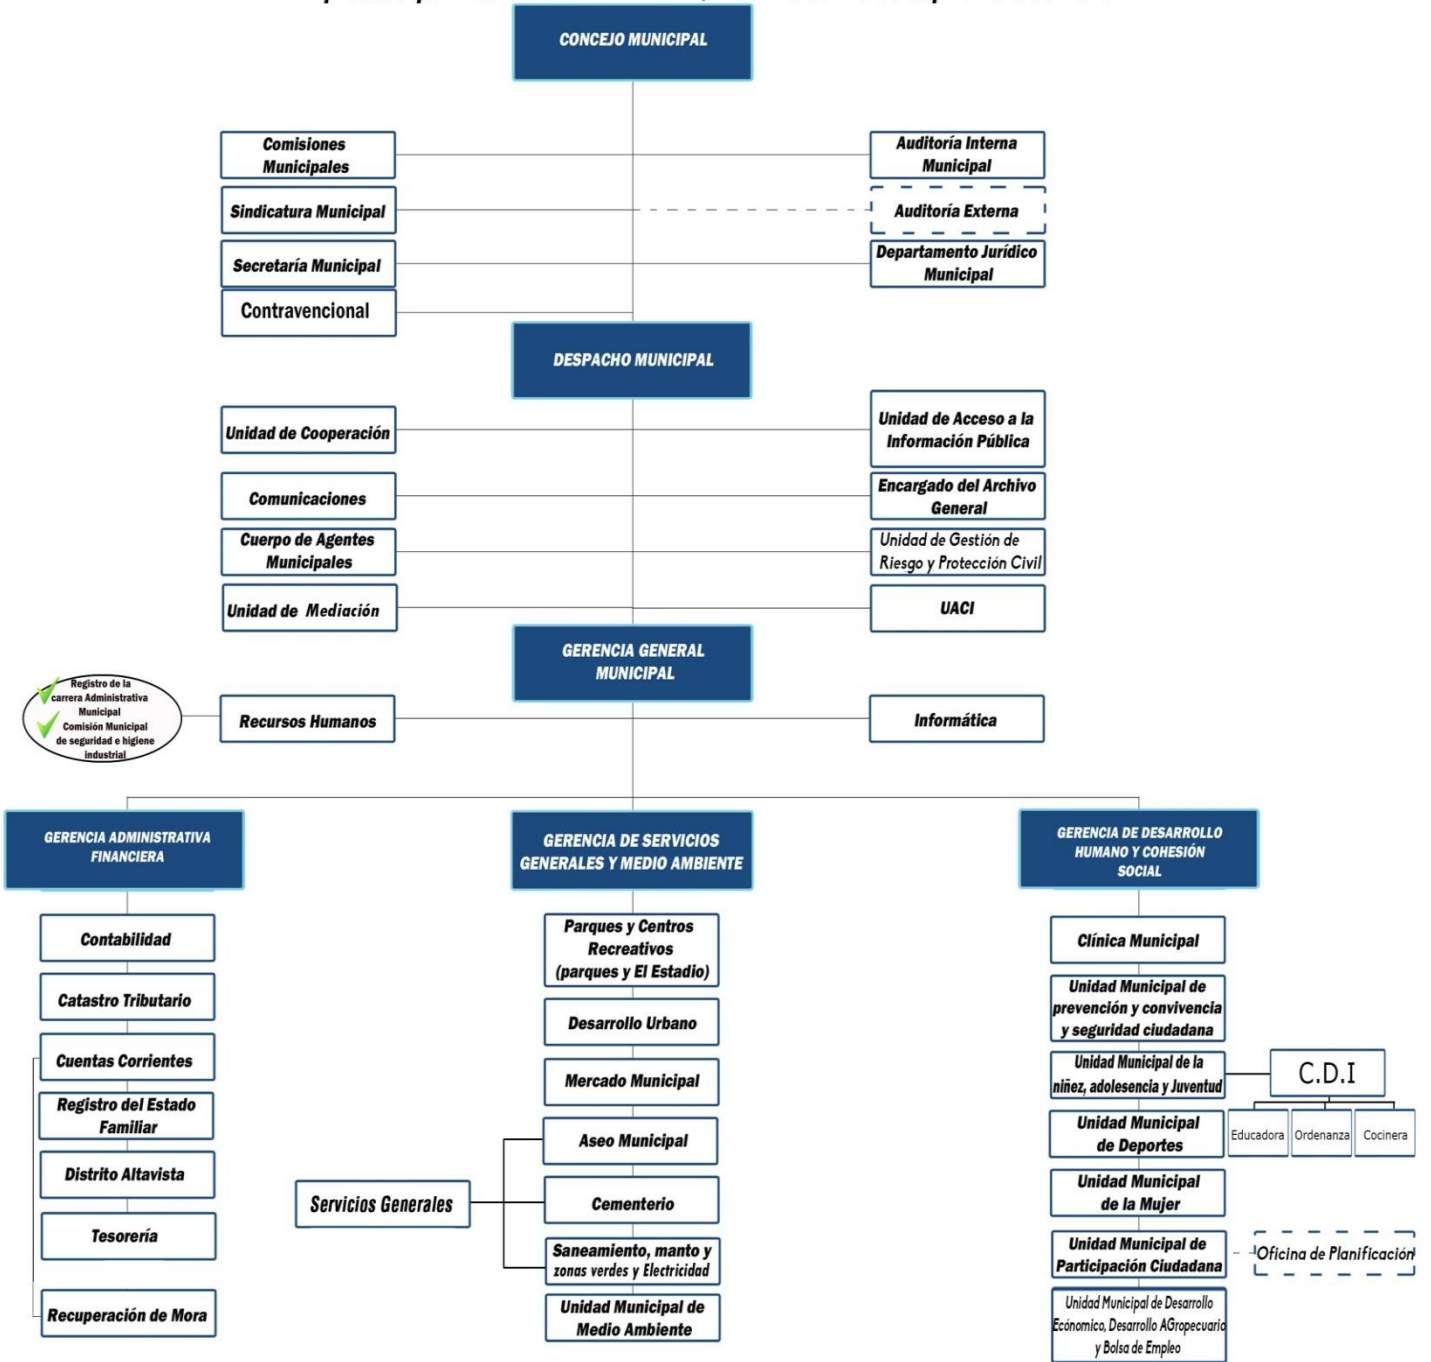 CONCEJO MUNICIPAL
Comisiones
Municipales
Auditoría Interna
Municipal
Sindicatura Municipal
Auditoría Externa
Secretaría Municipal
Departamento Jurídico
Municipal
Contravencional
DESPACHO MUNICIPAL
Unidad de Cooperación
Unidad de Acceso a la
Información Pública
Comunicaciones
Encargado del Archivo
General
Cuerpo de Agentes
Municipales
Unidad de Gestión de
Riesgo y Protección Civil
Unidad de Mediación
UACI
GERENCIA GENERAL
MUNICIPAL
Registro de la
carrera Administrativa
Municipal
Comisión Municipal
de seguridad e higiene
industrial
Recursos Humanos
Informática
GERENCIA ADMINISTRATIVA
FINANCIERA
GERENCIA DE SERVICIOS
GENERALES Y MEDIO AMBIENTE
GERENCIA DE DESARROLLO
HUMANO Y COHESIÓN
SOCIAL
Contabilidad
Catastro Tributario
Cuentas Corrientes
Registro del Estado
Familiar
Distrito Altavista
Tesorería
Recuperación de Mora
Parques y Centros
Recreativos
(parques y El Estadio)
Desarrollo Urbano
Mercado Municipal
Aseo Municipal
Servicios Generales
Cementerio
Saneamiento, manto y
zonas verdes y Electricidad
Unidad Municipal de
Medio Ambiente
Clínica Municipal
Unidad Municipal de
prevención y convivencia
y seguridad ciudadana
Unidad Municipal de la
niñez, adolesencia y Juventud
C.D.I
Educadora
Ordenanza
Cocinera
Unidad Municipal
de Deportes
Unidad Municipal
de la Mujer
Unidad Municipal de
Participación Ciudadana
Oficina de Planificación
Unidad Municipal de Desarrollo
Ecónomico, Desarrollo AGropecuario
y Bolsa de Empleo